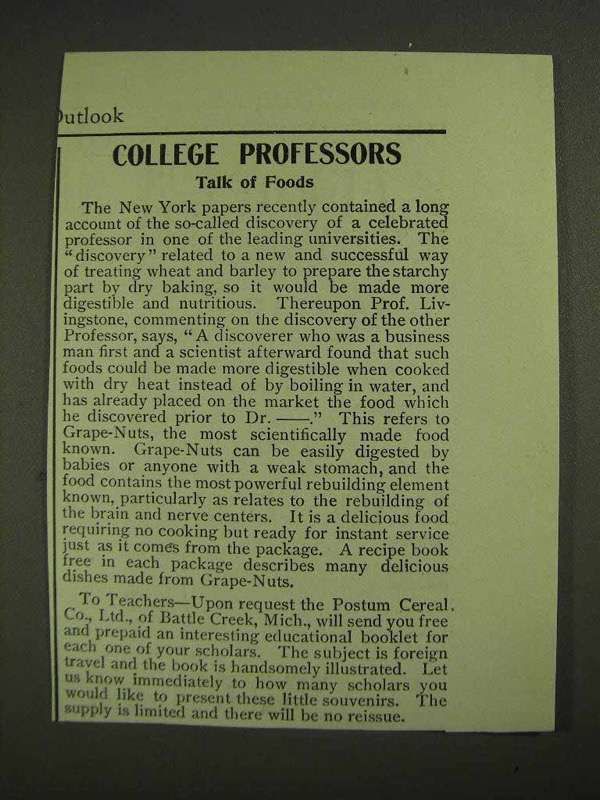 Outlook
COLLEGE PROFESSORS
Talk of Foods
The New York papers recently contained a long
account of the so-called discovery of a celebrated
professor in one of the leading universities. The
“discovery” related to a new and successful way
of treating wheat and barley to prepare the starchy
part by dry baking, so it would be made more
digestible and nutritious. Thereupon Prof. Liv-
ingstone, commenting on the discovery of the other
Professor, says, “A discoverer who was a business
man first and a scientist afterward found that such
foods could be made more digestible when cooked
with dry heat instead of by boiling in water, and
has already placed on the market the food which
he discovered prior to Dr. ——.” This refers to
Grape-Nuts, the most scientifically made food
known. Grape-Nuts can be easily digested by
babies or anyone with a weak stomach, and the
food contains the most powerful rebuilding element
known, particularly as relates to the rebuilding of
the brain and nerve centers. It is a delicious food
requiring no cooking but ready for instant service
just as it comes from the package. A recipe book
free in each package describes many delicious
dishes made from Grape-Nuts.
To Teachers—Upon request the Postum Cereal
Co., Ltd., of Battle Creek, Mich., will send you free
and prepaid an interesting educational booklet for
each one of your scholars. The subject is foreign
travel and the book is handsomely illustrated. Let
us know immediately to how many scholars you
would like to present these little souvenirs. The
supply is limited and there will be no reissue.